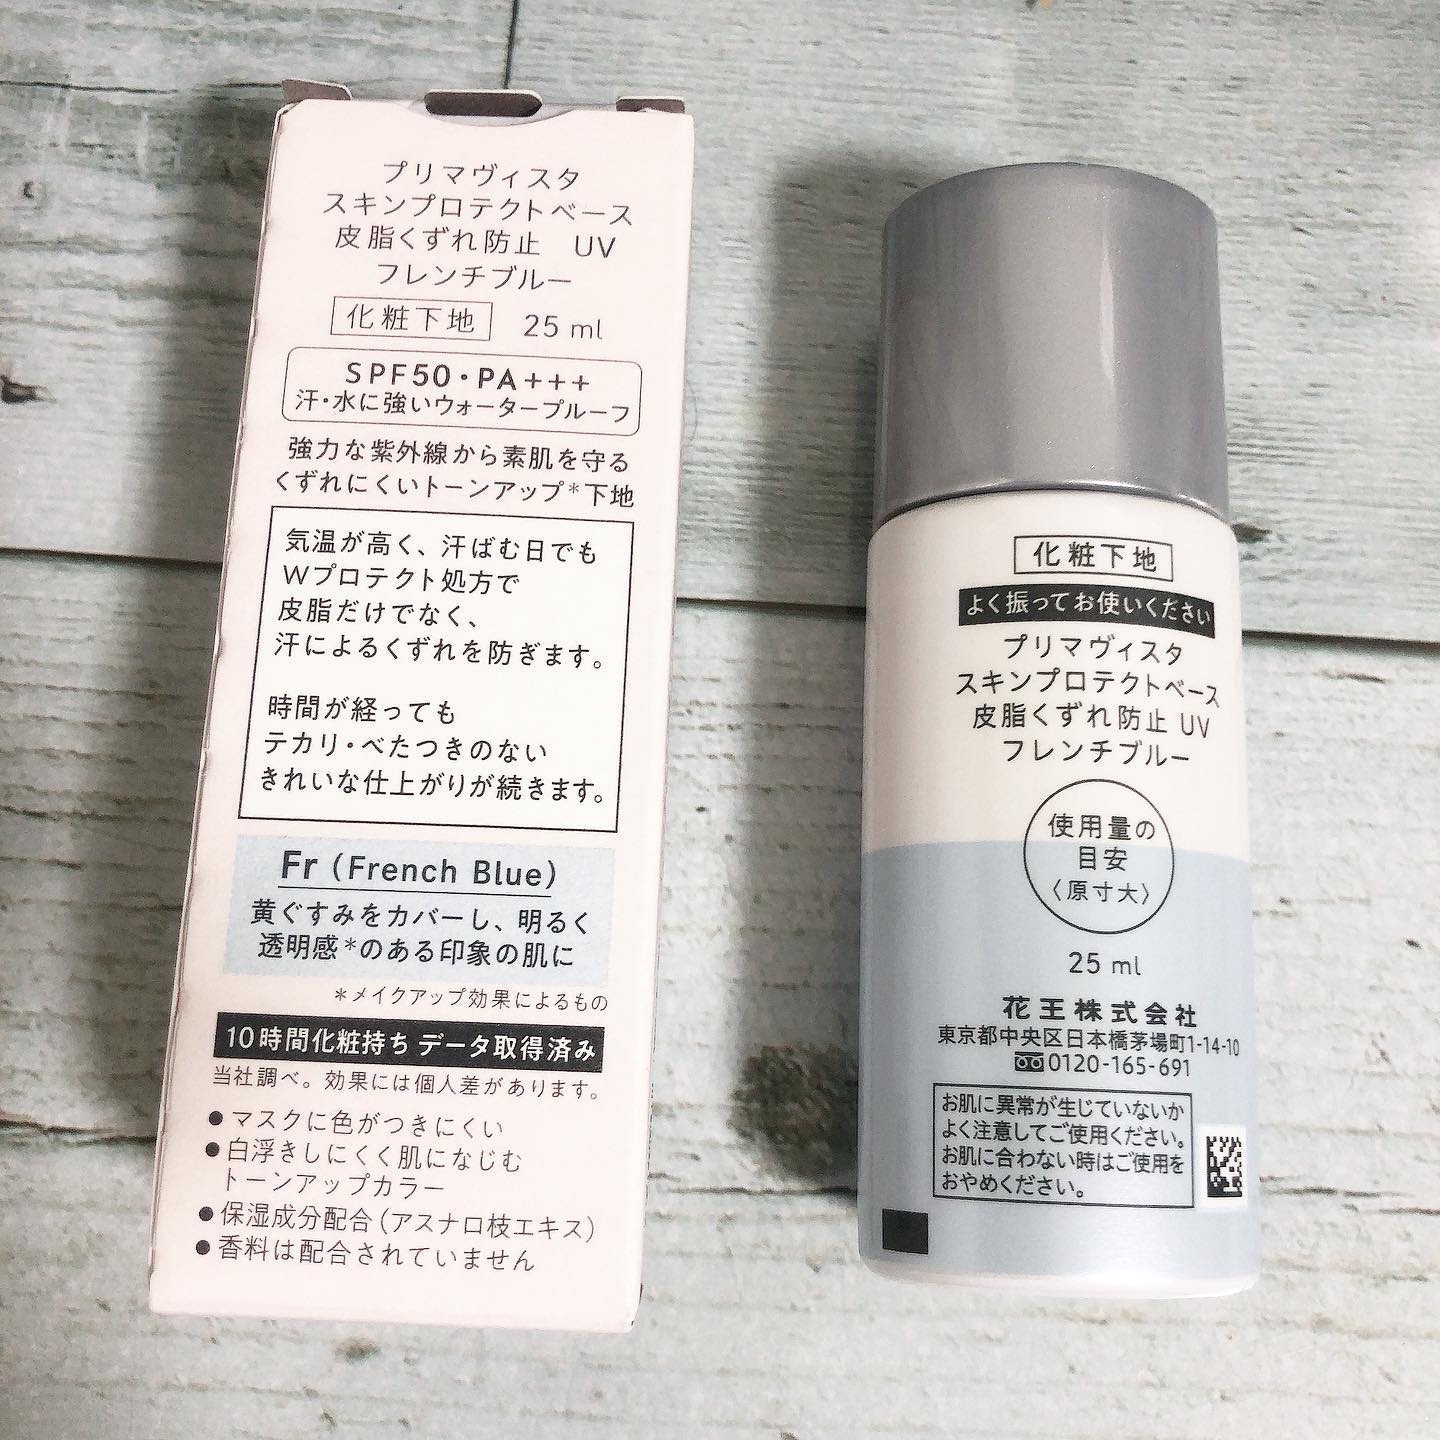 プリマヴィスタ
スキンプロテクトベース
皮脂くずれ防止 UV
フレンチブルー
化粧下地 25 ml
SPF50・PA+++
汗・水に強いウォータープルーフ
強力な紫外線から素肌を守る
くずれにくいトーンアップ*下地
気温が高く、汗ばむ日でも
Wプロテクト処方で
皮脂だけでなく、
汗によるくずれを防ぎます。
時間が経っても
テカリ・べたつきのない
きれいな仕上がりが続きます。
Fr (French Blue)
黄ぐすみをカバーし、明るく
透明感*のある印象の肌に
*メイクアップ効果によるもの
10時間化粧持ち データ取得済み
当社調べ。効果には個人差があります。
●マスクに色がつきにくい
●白浮きしにくく肌になじむ
トーンアップカラー
●保湿成分配合(アスナロ枝エキス)
●香料は配合されていません
化粧下地
よく振ってお使いください
プリマヴィスタ
スキンプロテクトベース
皮脂くずれ防止 UV
フレンチブルー
使用量の
目安
〈原寸大〉
25 ml
花王株式会社
東京都中央区日本橋茅場町1-14-10
0120-165-691
お肌に異常が生じていないか
よく注意してご使用ください。
お肌に合わない時はご使用を
おやめください。